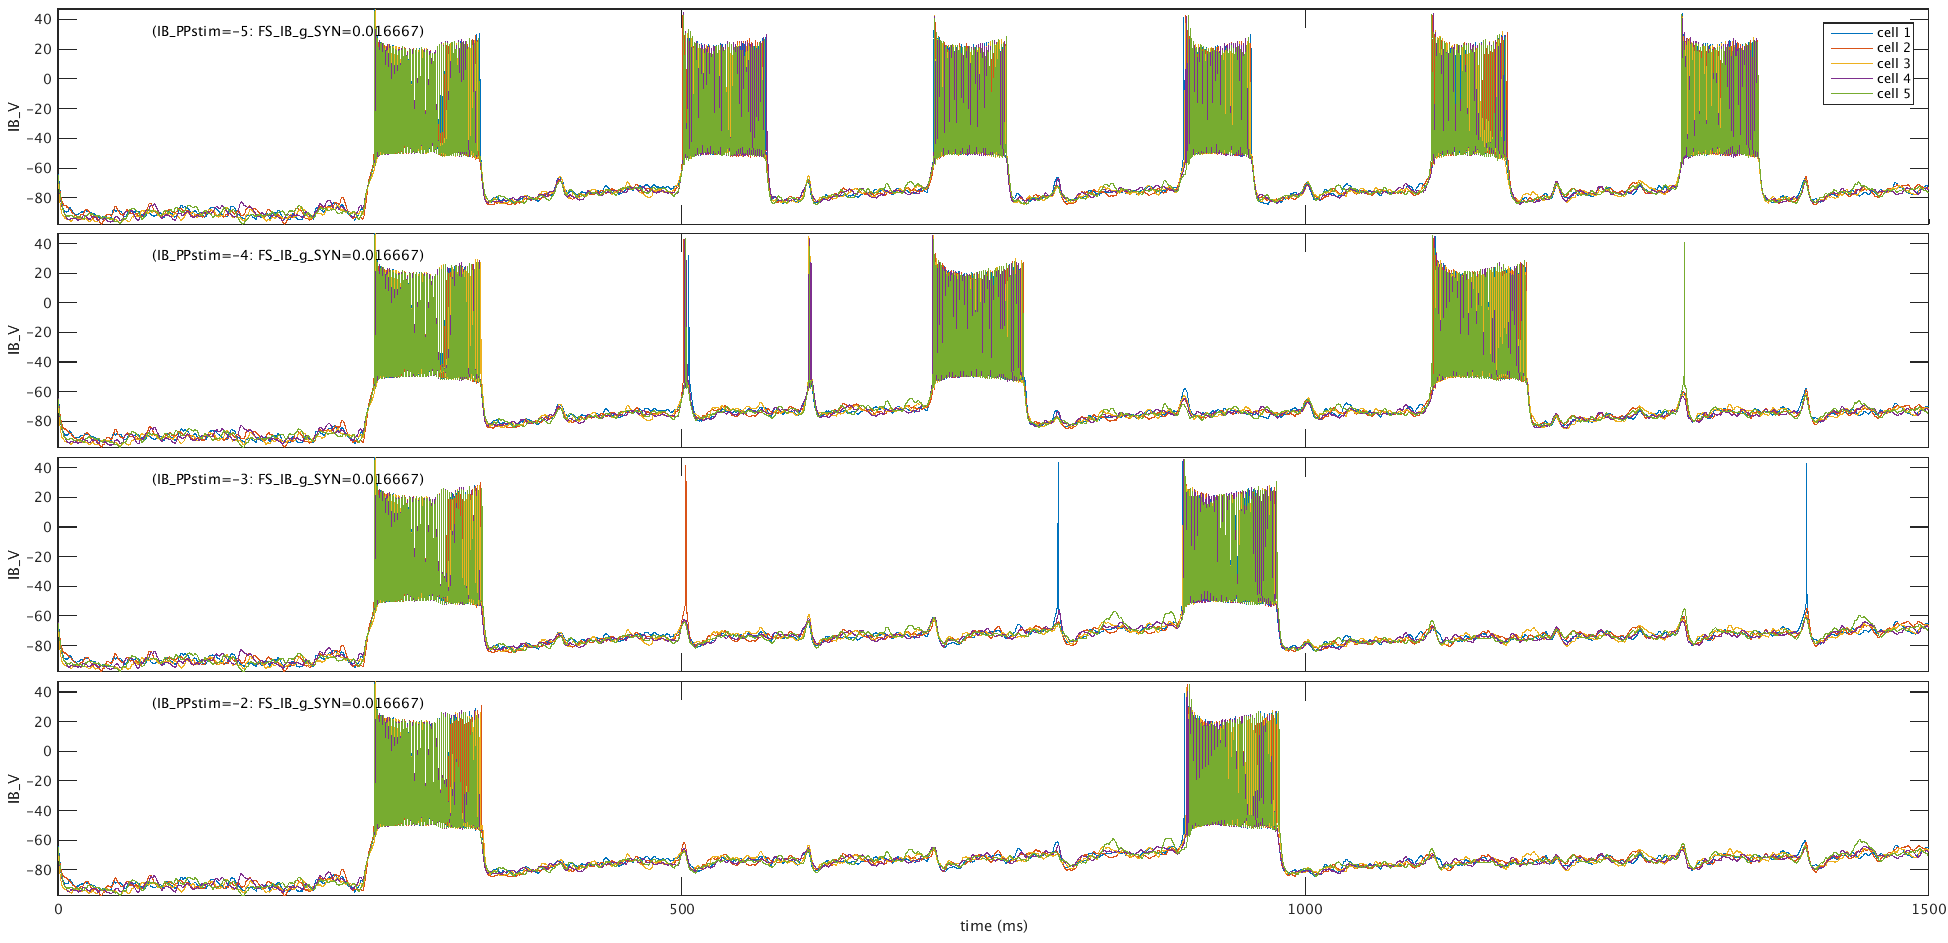 (IB_PPstim=-5: FS_IB_g_SYN=0.016667)
40
20
0
-20
-40
-60
-80
IB_V
cell 1
cell 2
cell 3
cell 4
cell 5
(IB_PPstim=-4: FS_IB_g_SYN=0.016667)
40
20
0
-20
-40
-60
-80
IB_V
(IB_PPstim=-3: FS_IB_g_SYN=0.016667)
40
20
0
-20
-40
-60
-80
IB_V
(IB_PPstim=-2: FS_IB_g_SYN=0.016667)
40
20
0
-20
-40
-60
-80
IB_V
0 500 1000 1500
time (ms)